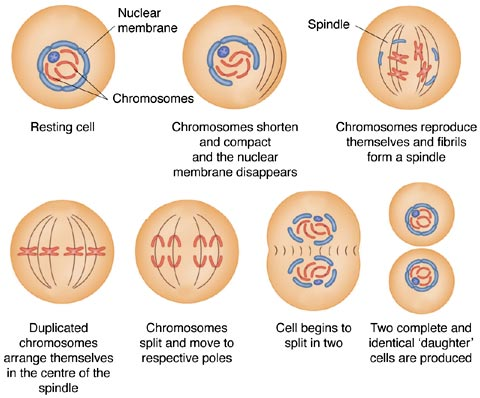 Nuclear
membrane
Chromosomes
Resting cell
Chromosomes shorten
and compact
and the nuclear
membrane disappears
Spindle
Chromosomes reproduce
themselves and fibrils
form a spindle
Duplicated
chromosomes
arrange themselves
in the centre of the
spindle
Chromosomes
split and move to
respective poles
Cell begins to
split in two
Two complete and
identical ‘daughter’
cells are produced